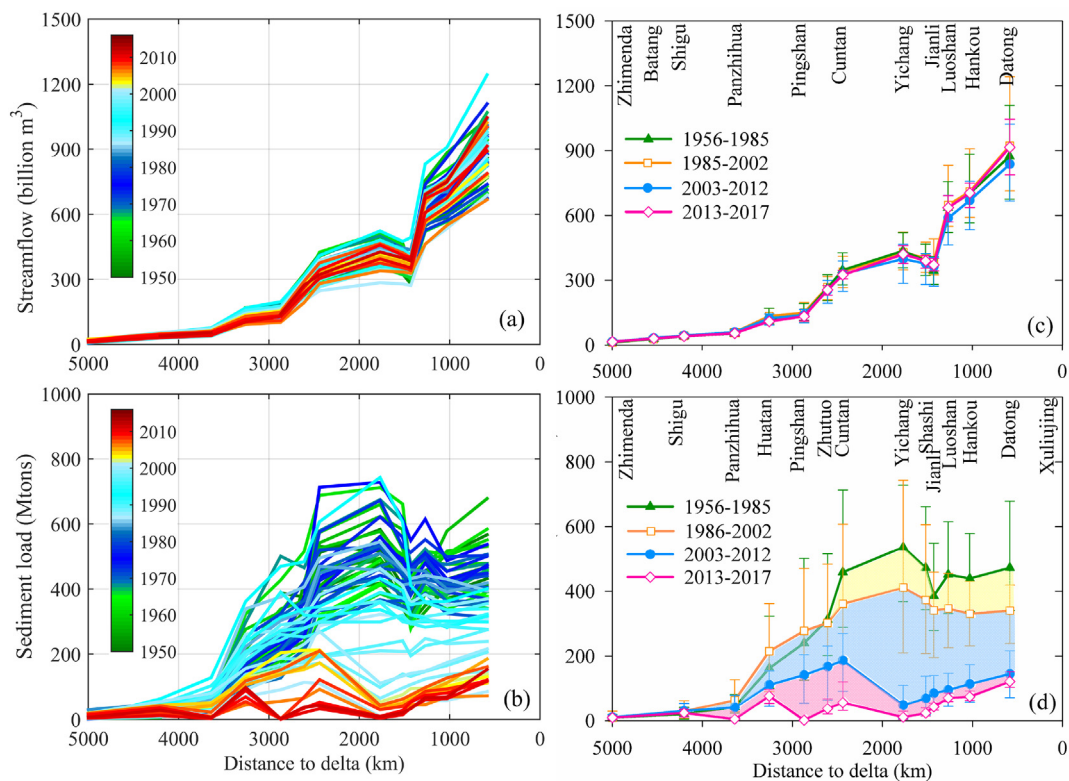 1500
1200
900
600
300
0
Streamflow (billion m³)
2010
2000
1990
1980
1970
1960
1950
(a)
5000 4000 3000 2000 1000 0
1500
1200
900
600
300
0
Zhimenda
Batang
Shigu
Panzhihua
Pingshan
Cuntan
Yichang
Jianli
Luoshan
Hankou
Datong
1956-1985
1985-2002
2003-2012
2013-2017
(c)
5000 4000 3000 2000 1000 0
1000
800
600
400
200
0
Sediment load (Mtons)
2010
2000
1990
1980
1970
1960
1950
(b)
5000 4000 3000 2000 1000 0
Distance to delta (km)
1000
800
600
400
200
0
Zhimenda
Shigu
Panzhihua
Huatan
Pingshan
Zhutuo
Cuntan
Yichang
Shashi
Jianli
Luoshan
Hankou
Datong
Xuliujing
1956-1985
1986-2002
2003-2012
2013-2017
(d)
5000 4000 3000 2000 1000 0
Distance to delta (km)